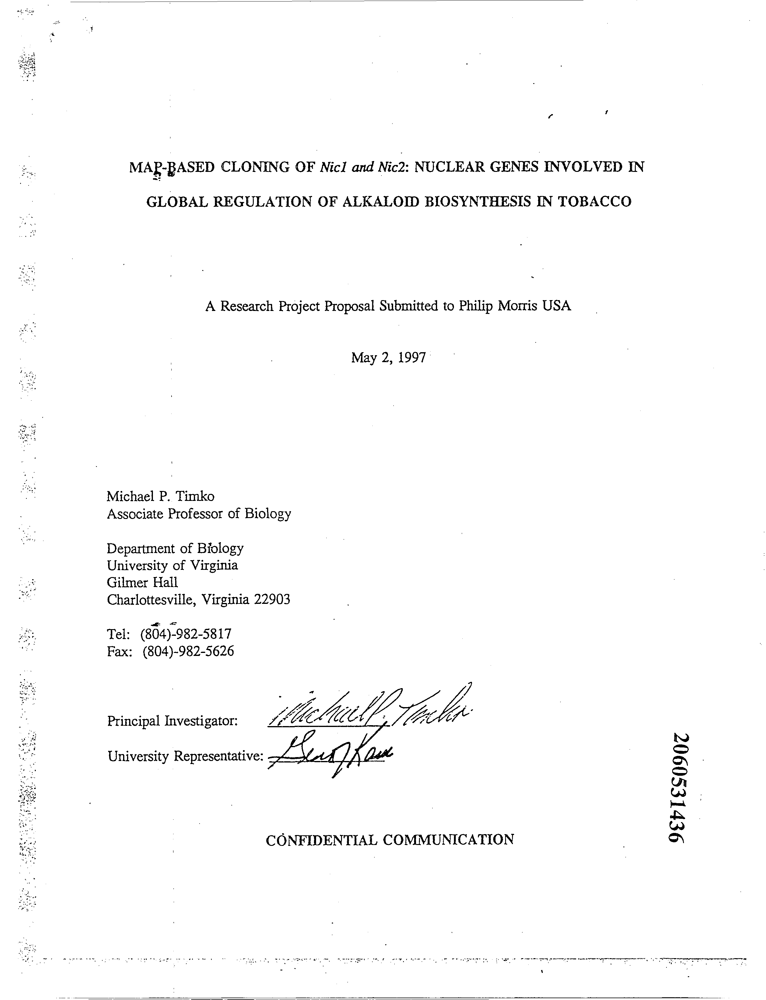 MAP-BASED CLONING OF Nic1 and Nic2: NUCLEAR GENES INVOLVED IN
GLOBAL REGULATION OF ALKALOID BIOSYNTHESIS IN TOBACCO
A Research Project Proposal Submitted to Philip Morris USA
May 2, 1997
Michael P. Timko
Associate Professor of Biology
Department of Biology
University of Virginia
Gilmer Hall
Charlottesville, Virginia 22903
Tel: (804)-982-5817
Fax: (804)-982-5626
Principal Investigator: Michael P. Timko
University Representative:
CONFIDENTIAL COMMUNICATION
2060531436